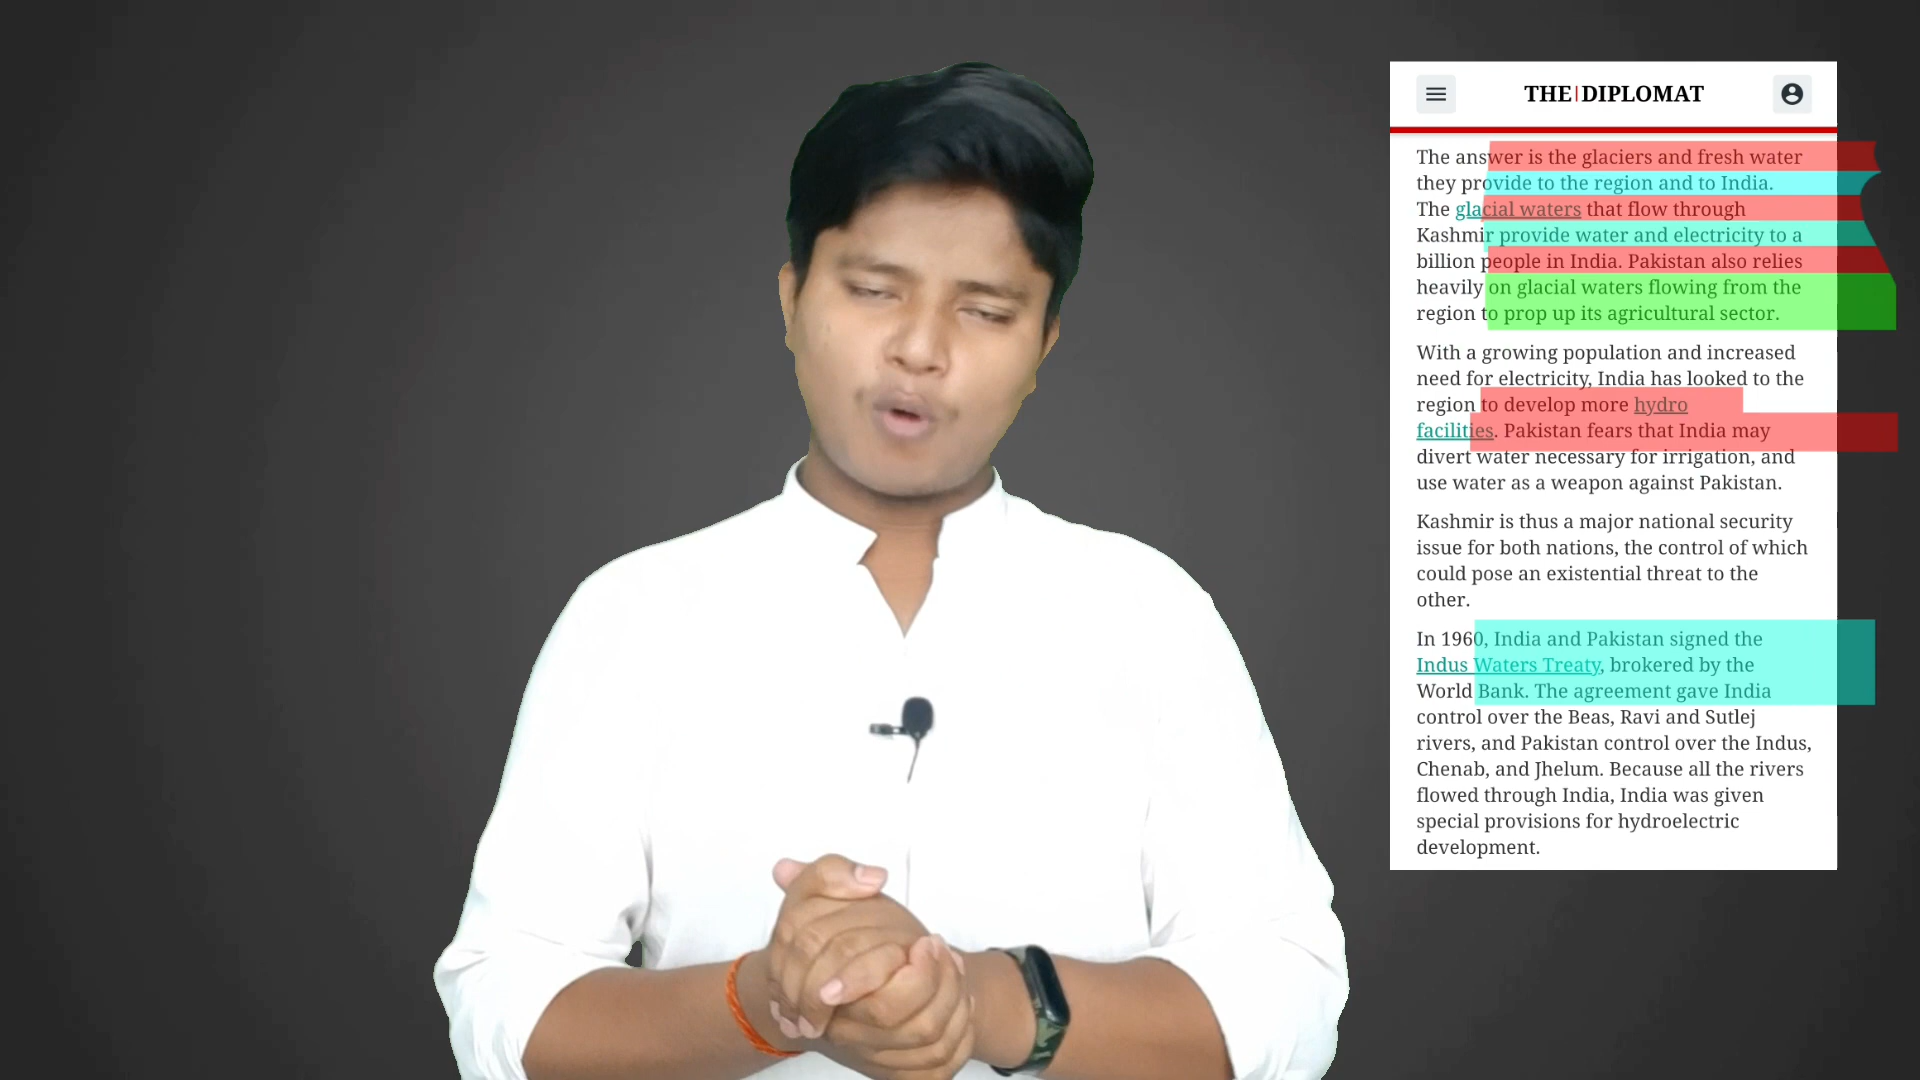 THE|DIPLOMAT
The answer is the glaciers and fresh water
they provide to the region and to India.
The glacial waters that flow through
Kashmir provide water and electricity to a
billion people in India. Pakistan also relies
heavily on glacial waters flowing from the
region to prop up its agricultural sector.
With a growing population and increased
need for electricity, India has looked to the
region to develop more hydro
facilities. Pakistan fears that India may
divert water necessary for irrigation, and
use water as a weapon against Pakistan.
Kashmir is thus a major national security
issue for both nations, the control of which
could pose an existential threat to the
other.
In 1960, India and Pakistan signed the
Indus Waters Treaty, brokered by the
World Bank. The agreement gave India
control over the Beas, Ravi and Sutlej
rivers, and Pakistan control over the Indus,
Chenab, and Jhelum. Because all the rivers
flowed through India, India was given
special provisions for hydroelectric
development.